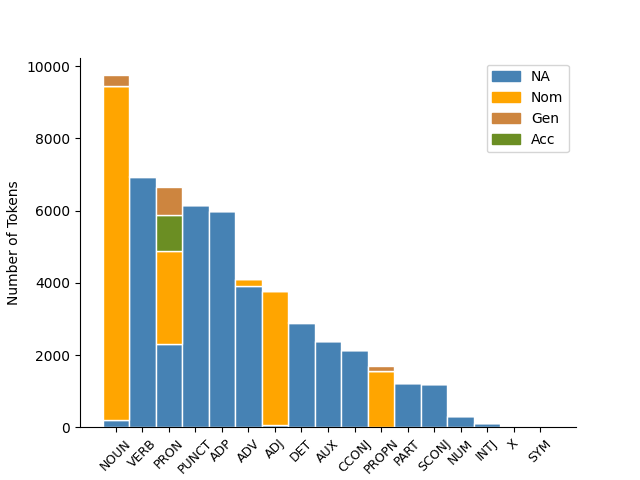 10000
8000
6000
4000
2000
0
Number of Tokens
NA
Nom
Gen
Acc
NOUN
VERB
PRON
PUNCT
ADP
ADV
ADJ
DET
AUX
CCONJ
PROPN
PART
SCONJ
NUM
INTJ
X
SYM